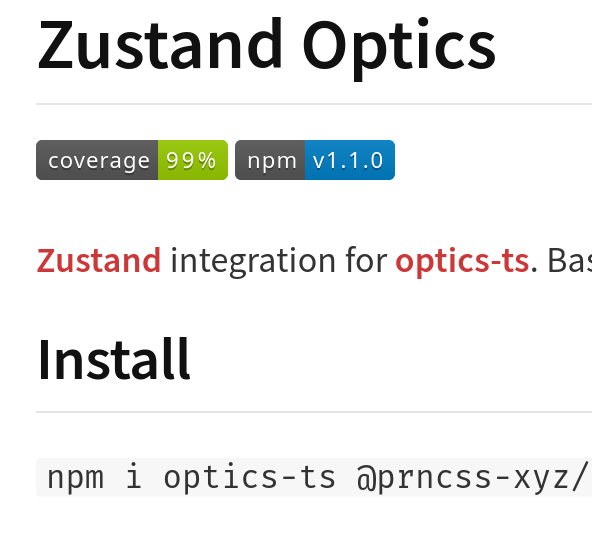 Zustand Optics
coverage 99% npm v1.1.0
Zustand integration for optics-ts. Bas
Install
npm i optics-ts @prncss-xyz/